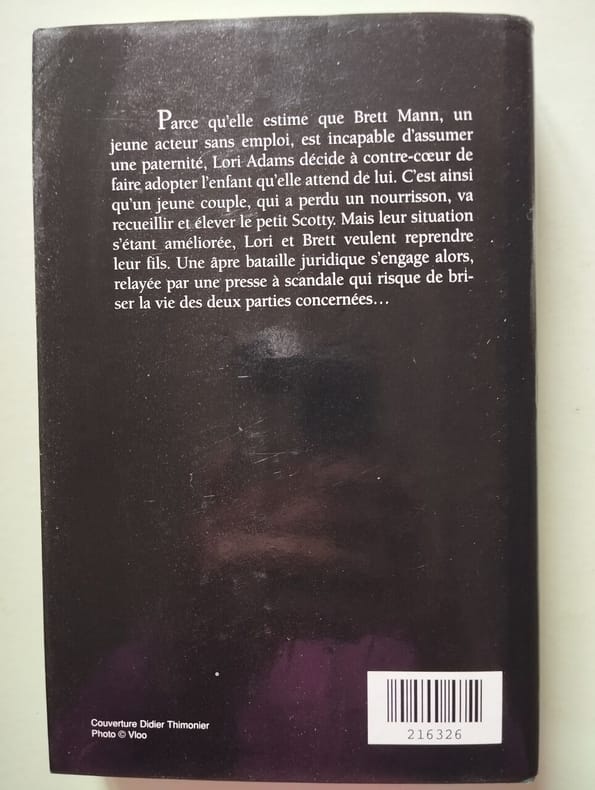 Parce qu'elle estime que Brett Mann, un
jeune acteur sans emploi, est incapable d'assumer
une paternité, Lori Adams décide à contre-cœur de
faire adopter l'enfant qu'elle attend de lui. C'est ainsi
qu'un jeune couple, qui a perdu un nourrisson, va
recueillir et élever le petit Scotty. Mais leur situation
s'étant améliorée, Lori et Brett veulent reprendre
leur fils. Une âpre bataille juridique s'engage alors,
relayée par une presse à scandale qui risque de bri-
ser la vie des deux parties concernées...
Couverture Didier Thimonier
Photo © Vloo
216326